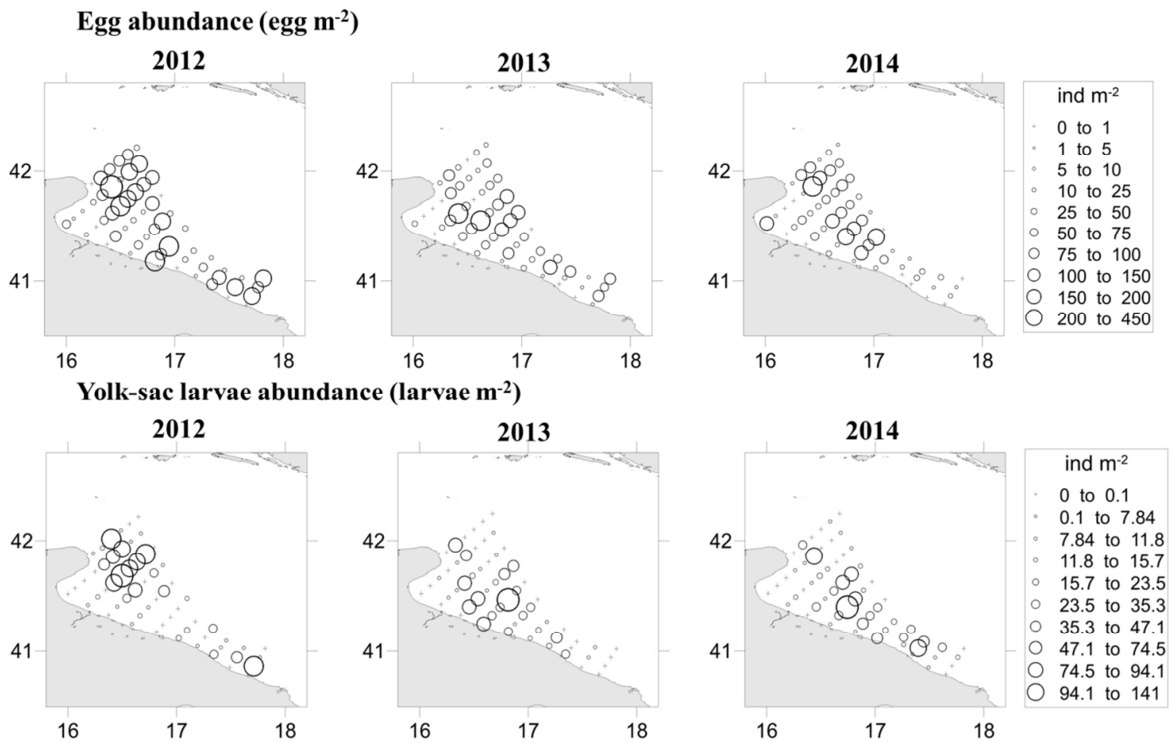 Egg abundance (egg m-2)
2012
2013
2014
42
41
16
17
18
42
41
16
17
18
42
41
16
17
18
ind m-2
0 to 1
1 to 5
5 to 10
10 to 25
25 to 50
50 to 75
75 to 100
100 to 150
150 to 200
200 to 450
Yolk-sac larvae abundance (larvae m-2)
2012
2013
2014
42
41
16
17
18
42
41
16
17
18
42
41
16
17
18
ind m-2
0 to 0.1
0.1 to 7.84
7.84 to 11.8
11.8 to 15.7
15.7 to 23.5
23.5 to 35.3
35.3 to 47.1
47.1 to 74.5
74.5 to 94.1
94.1 to 141